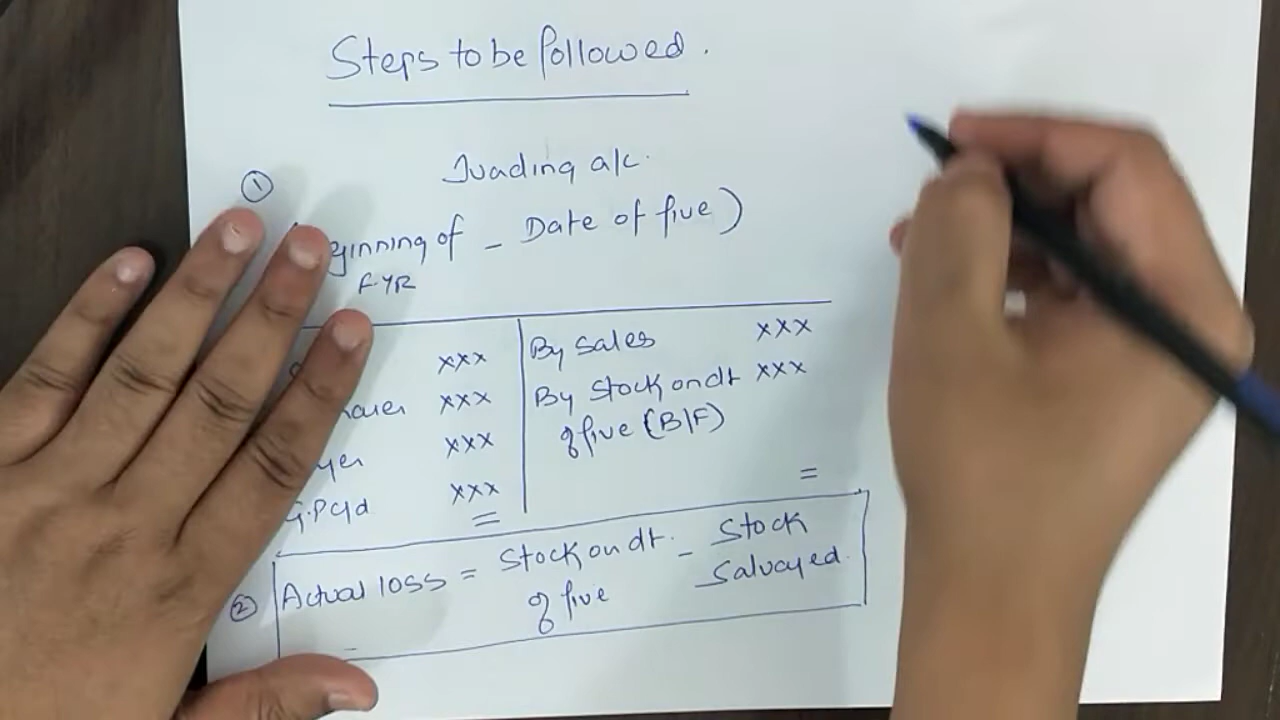 Steps to be followed.
①
Trading a/c.
ginning of - Date of fire )
F.YR
xxx
By Sales xxx
xxx
By Stock on dt xxx
of fire (B/F)
xxx
G.P C/d xxx
=
=
② Actual loss = Stock on dt. - Stock
of fire Salvaged.